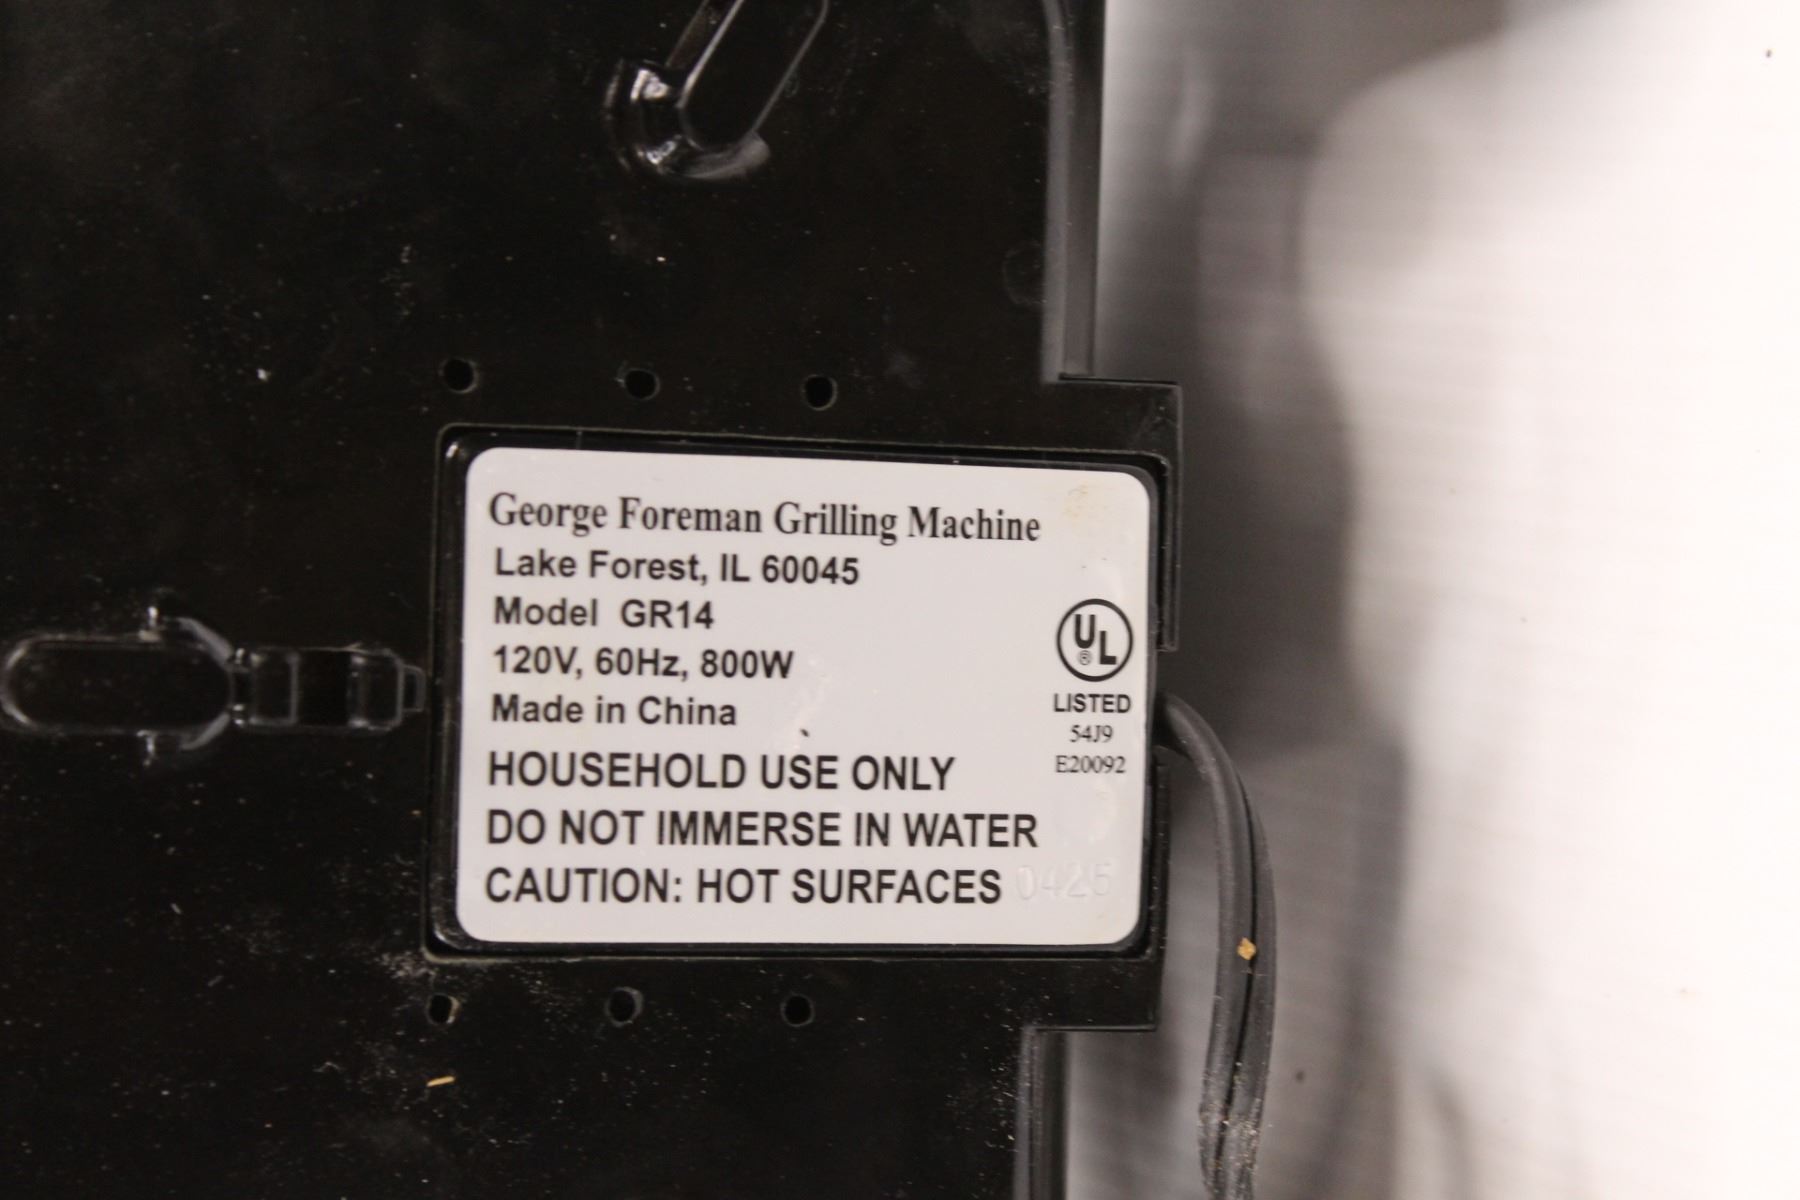 George Foreman Grilling Machine
Lake Forest, IL 60045
Model GR14
120V, 60Hz, 800W
Made in China
HOUSEHOLD USE ONLY
DO NOT IMMERSE IN WATER
CAUTION: HOT SURFACES 0425
UL
®
LISTED
54J9
E20092